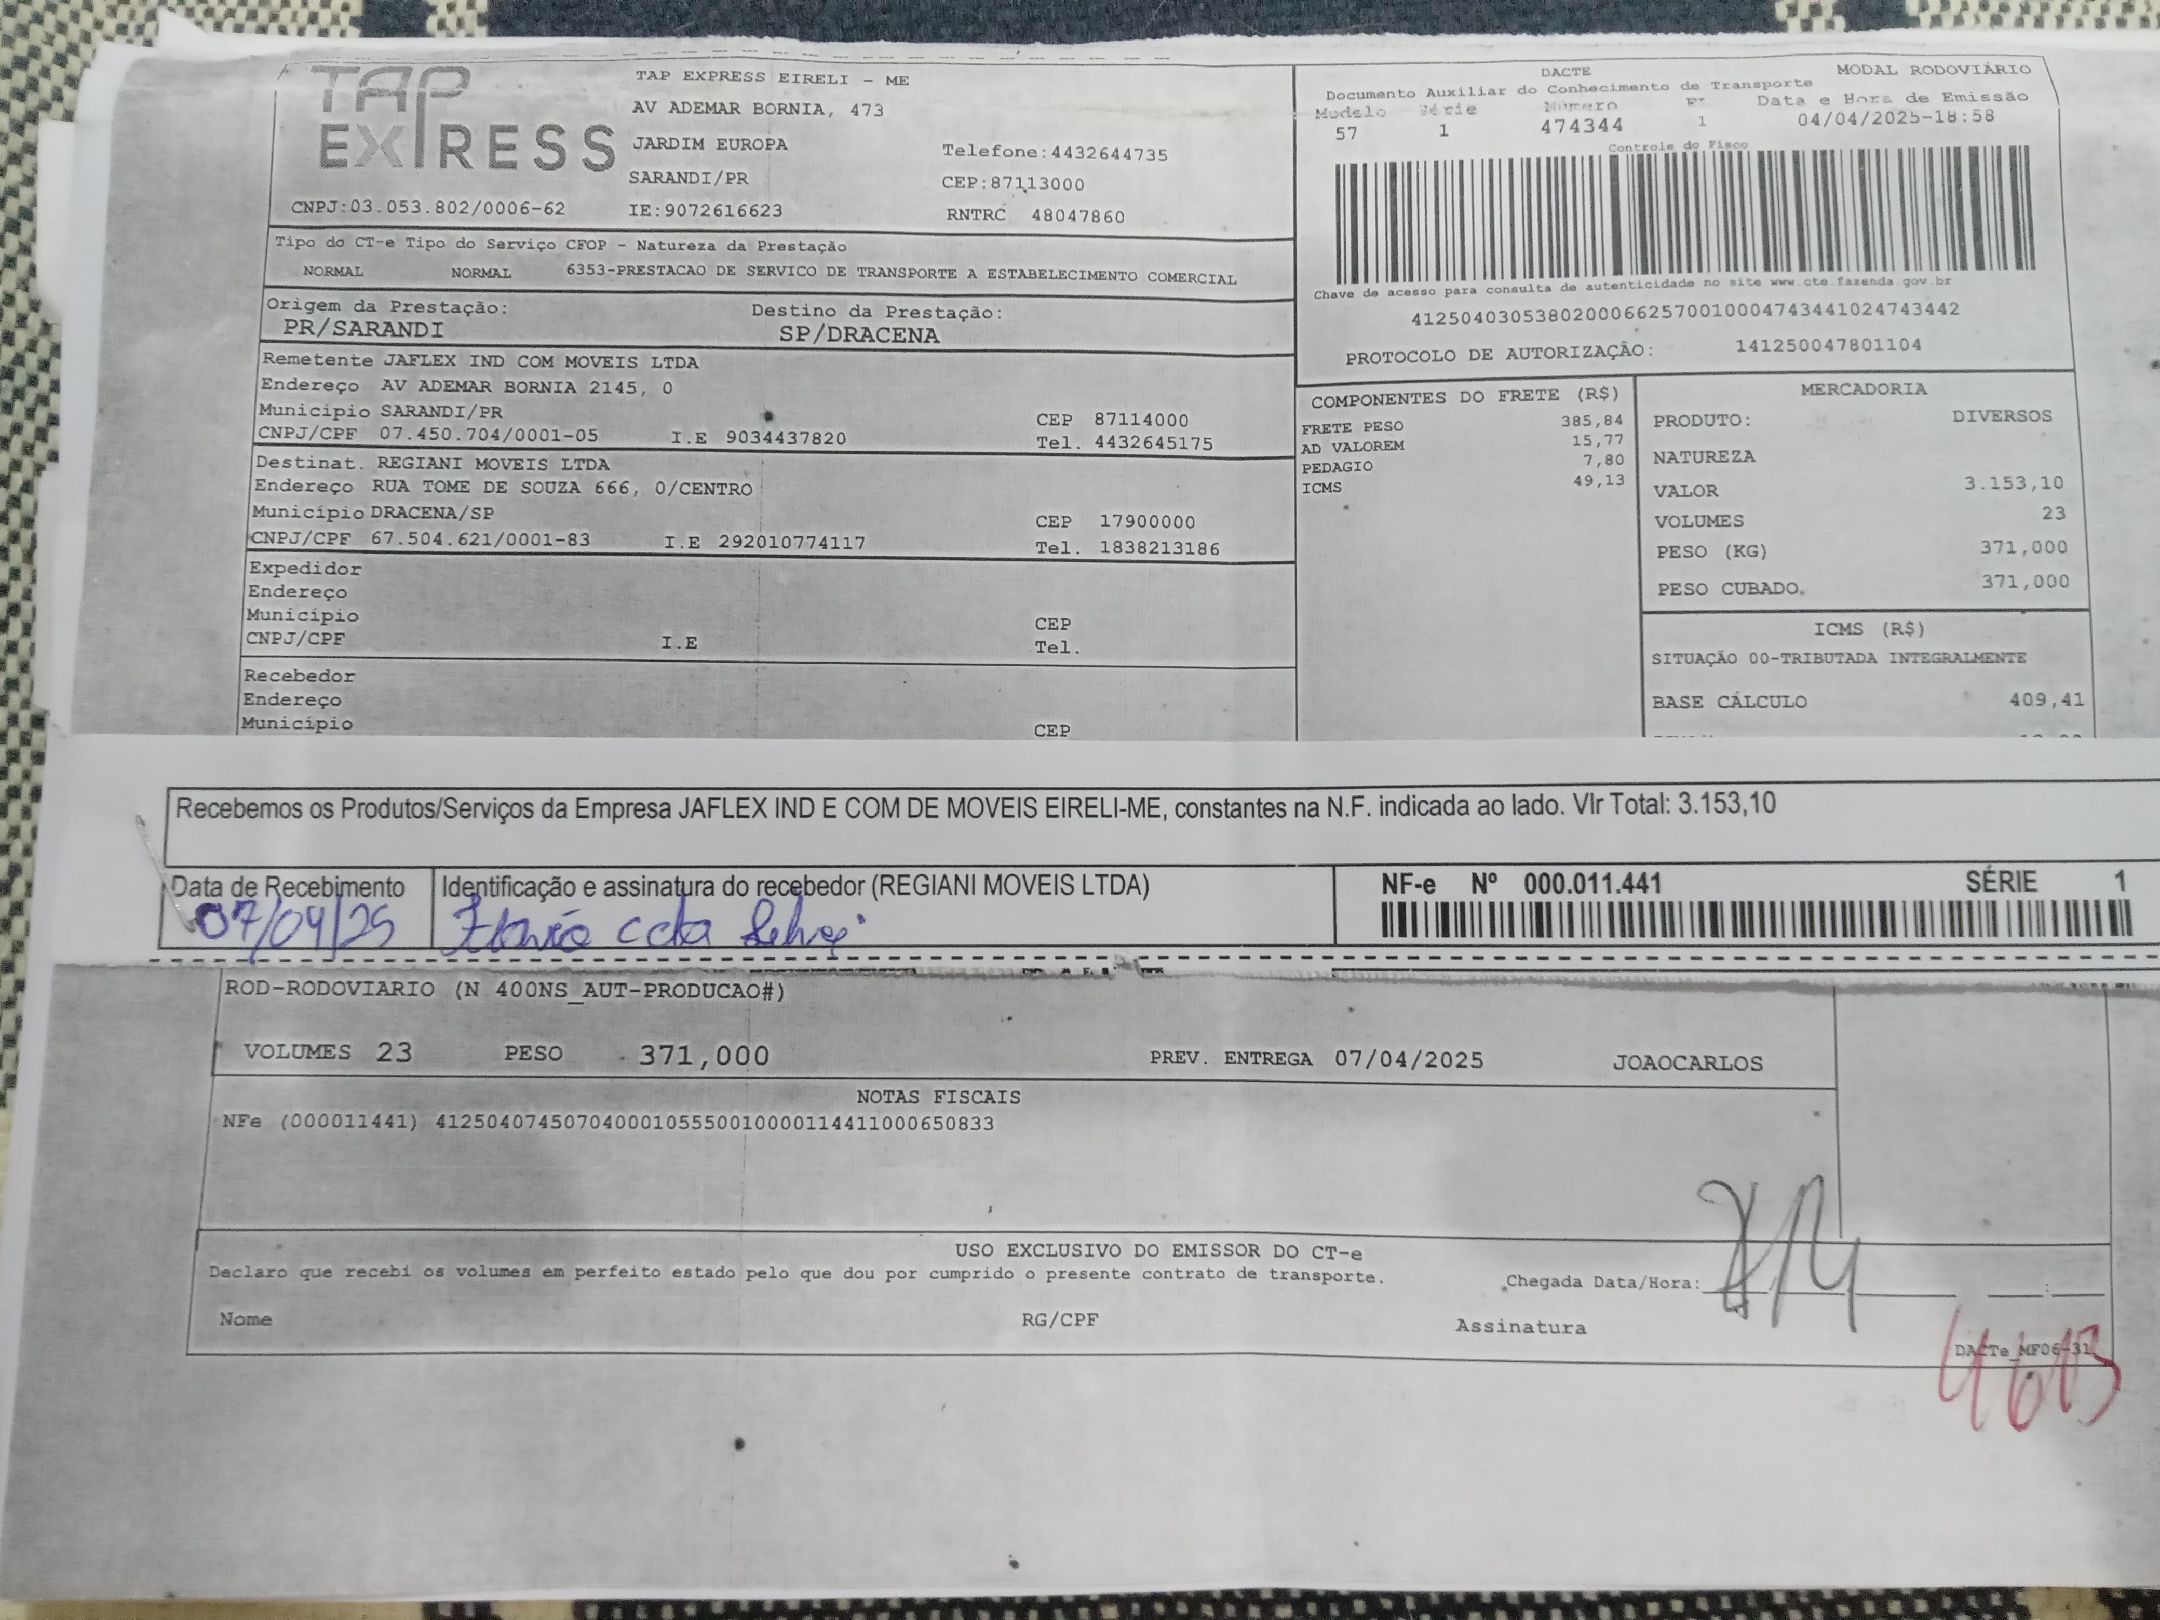 TAP EXPRESS
TAP EXPRESS EIRELI - ME
AV ADEMAR BORNIA, 473
JARDIM EUROPA
Telefone:4432644735
SARANDI/PR
CEP:87113000
CNPJ:03.053.802/0006-62
IE:9072616623
RNTRC 48047860
DACTE
MODAL RODOVIÁRIO
Documento Auxiliar do Conhecimento de Transporte
Modelo Série Número Fl Data e Hora de Emissão
57 1 474344 1 04/04/2025-18:58
Controle do Fisco
Chave de acesso para consulta de autenticidade no site www.cte.fazenda.gov.br
41250403053802000662570010004743441024743442
PROTOCOLO DE AUTORIZAÇÃO: 141250047801104
Tipo do CT-e Tipo do Serviço CFOP - Natureza da Prestação
NORMAL NORMAL 6353-PRESTACAO DE SERVICO DE TRANSPORTE A ESTABELECIMENTO COMERCIAL
Origem da Prestação: Destino da Prestação:
PR/SARANDI SP/DRACENA
Remetente JAFLEX IND COM MOVEIS LTDA
Endereço AV ADEMAR BORNIA 2145, 0
Município SARANDI/PR CEP 87114000
CNPJ/CPF 07.450.704/0001-05 I.E 9034437820 Tel. 4432645175
Destinat. REGIANI MOVEIS LTDA
Endereço RUA TOME DE SOUZA 666, 0/CENTRO
Município DRACENA/SP CEP 17900000
CNPJ/CPF 67.504.621/0001-83 I.E 292010774117 Tel. 1838213186
Expedidor
Endereço
Município CEP
CNPJ/CPF I.E Tel.
Recebedor
Endereço
Município CEP
COMPONENTES DO FRETE (R$)
FRETE PESO 385,84
AD VALOREM 15,77
PEDAGIO 7,80
ICMS 49,13
MERCADORIA
PRODUTO: DIVERSOS
NATUREZA
VALOR 3.153,10
VOLUMES 23
PESO (KG) 371,000
PESO CUBADO. 371,000
ICMS (R$)
SITUAÇÃO 00-TRIBUTADA INTEGRALMENTE
BASE CÁLCULO 409,41
Recebemos os Produtos/Serviços da Empresa JAFLEX IND E COM DE MOVEIS EIRELI-ME, constantes na N.F. indicada ao lado. Vlr Total: 3.153,10
Data de Recebimento
07/04/25
Identificação e assinatura do recebedor (REGIANI MOVEIS LTDA)
NF-e Nº 000.011.441 SÉRIE 1
ROD-RODOVIARIO (N 400NS_AUT-PRODUCAO#)
VOLUMES 23 PESO 371,000 PREV. ENTREGA 07/04/2025 JOAOCARLOS
NOTAS FISCAIS
NFe (000011441) 41250407450704000105550010000114411000650833
USO EXCLUSIVO DO EMISSOR DO CT-e
Declaro que recebi os volumes em perfeito estado pelo que dou por cumprido o presente contrato de transporte.
Chegada Data/Hora:
Nome RG/CPF Assinatura
DACTe_MF06-31